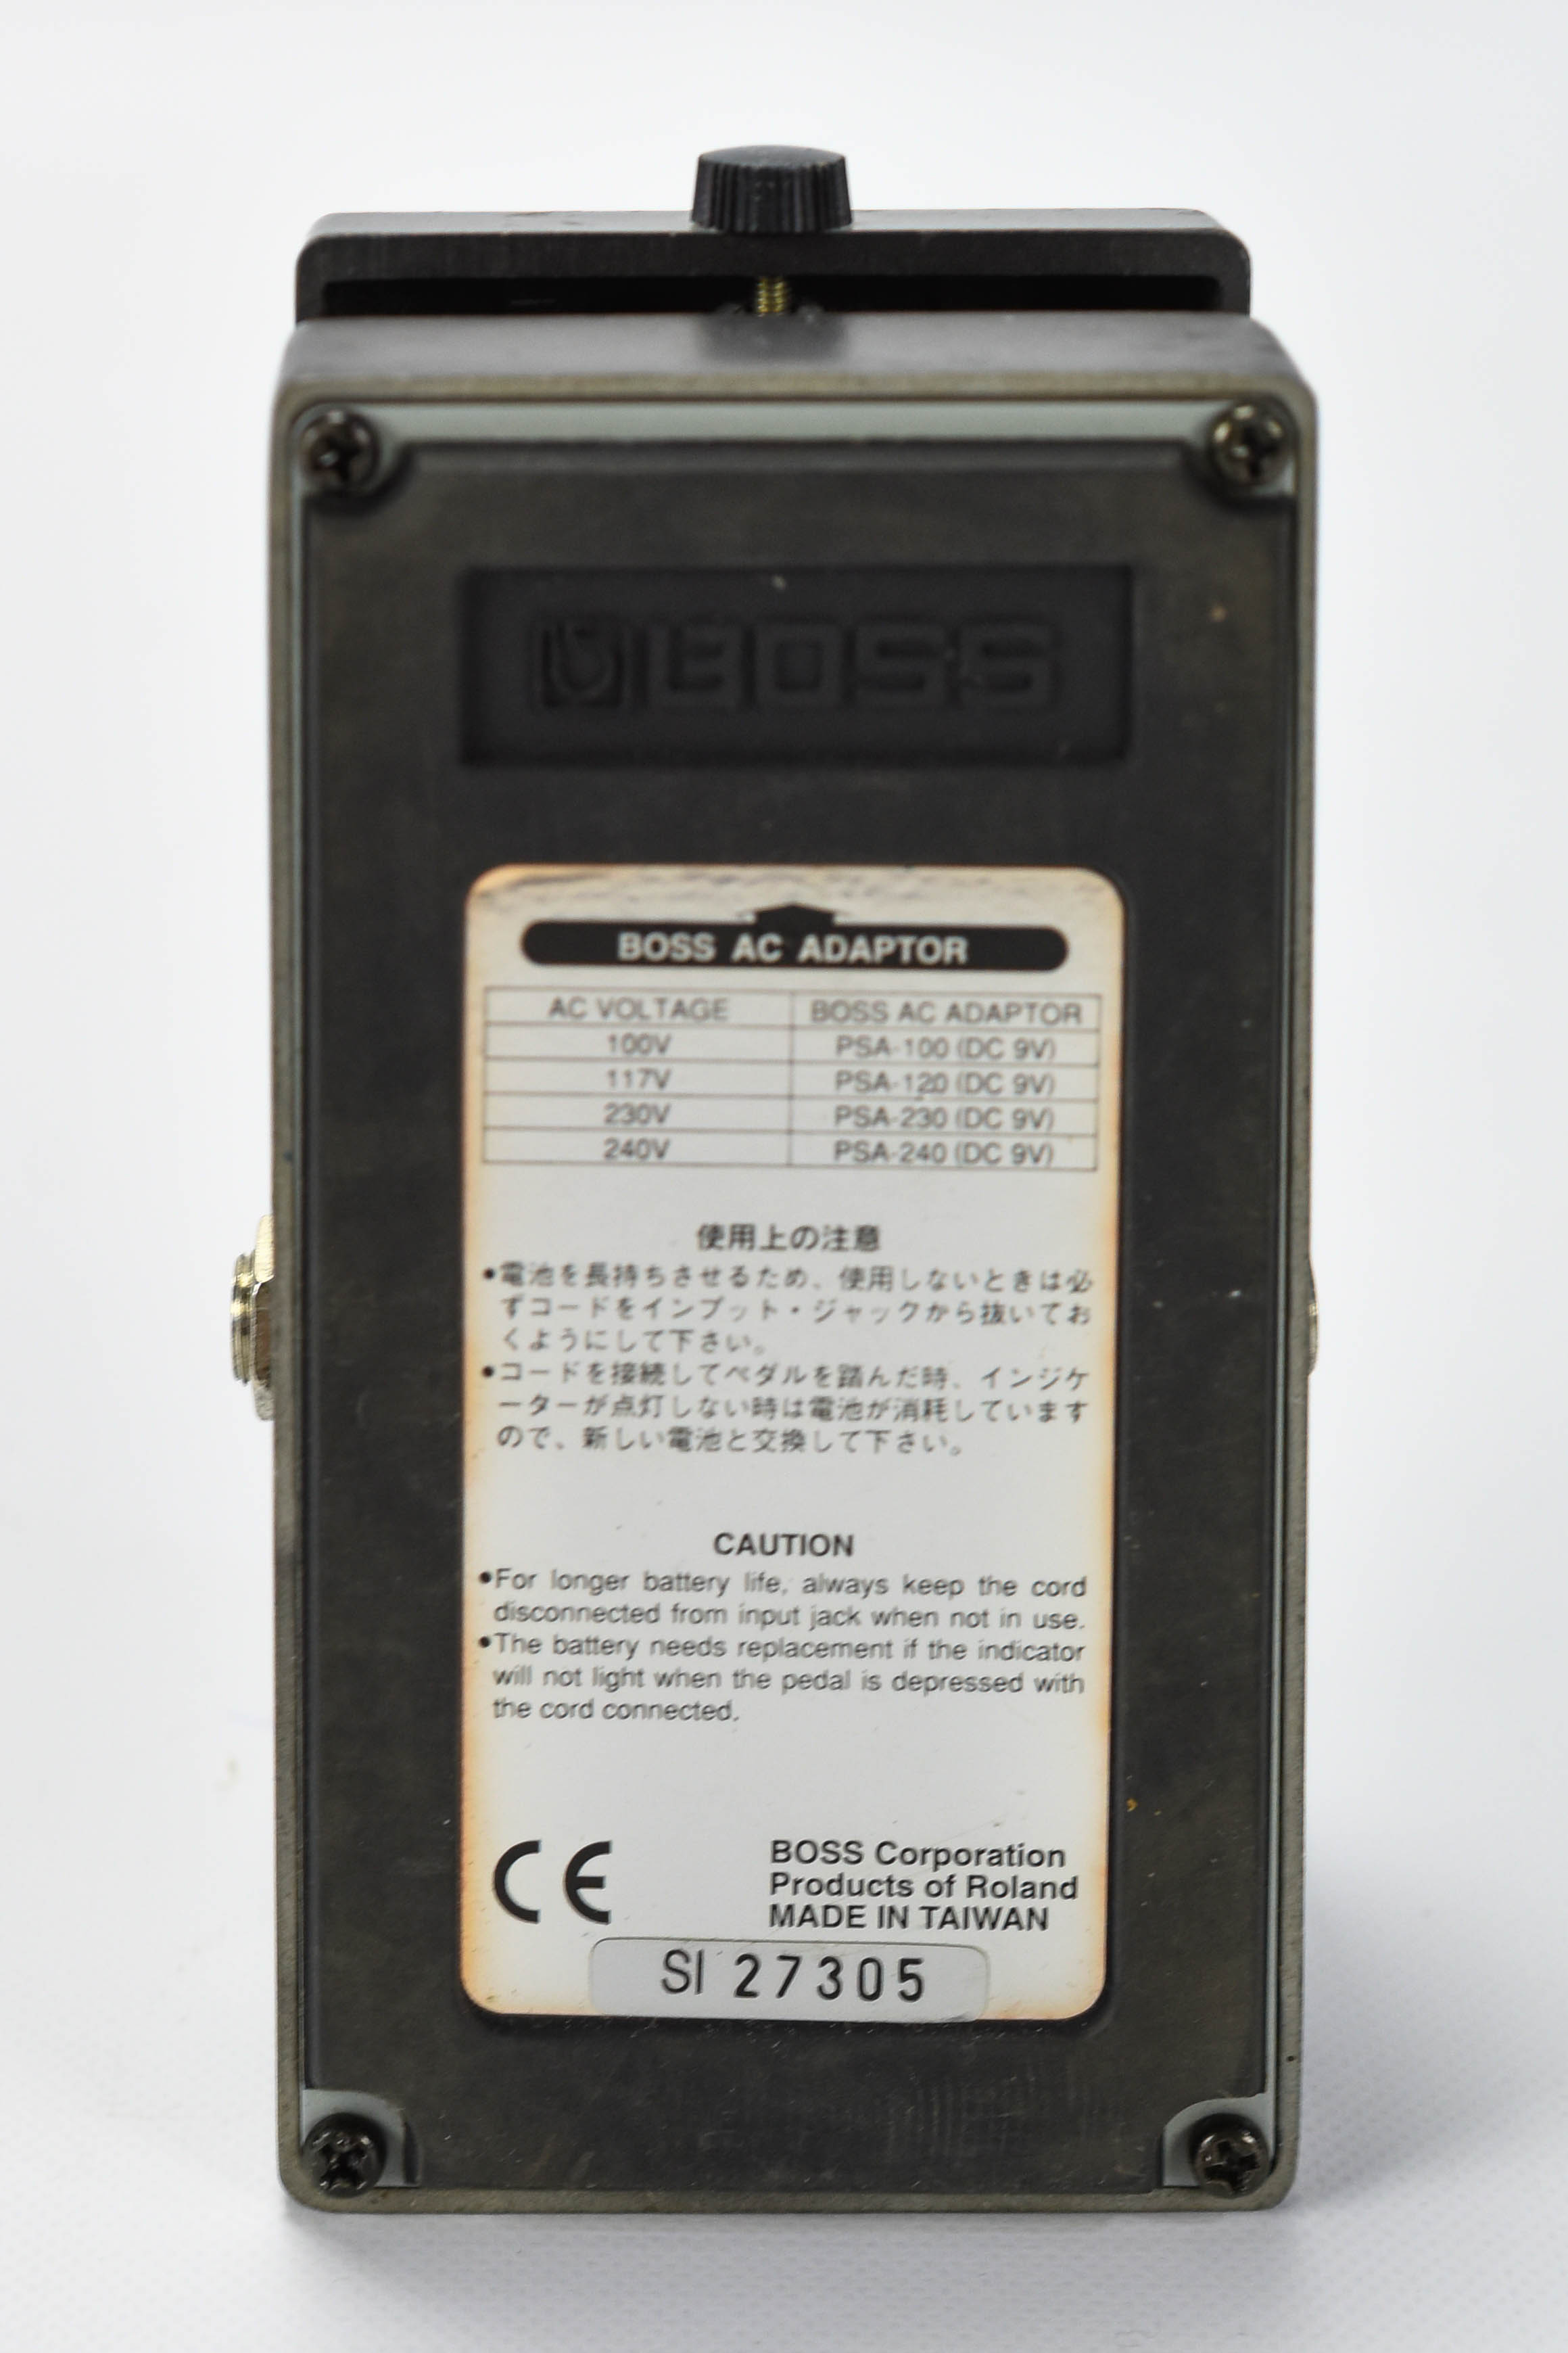 BOSS
BOSS AC ADAPTOR
AC VOLTAGE BOSS AC ADAPTOR
100V PSA-100 (DC 9V)
117V PSA-120 (DC 9V)
230V PSA-230 (DC 9V)
240V PSA-240 (DC 9V)
使用上の注意
•電池を長持ちさせるため、使用しないときは必
ずコードをインプット・ジャックから抜いてお
くようにして下さい。
•コードを接続してペダルを踏んだ時、インジケ
ーターが点灯しない時は電池が消耗しています
ので、新しい電池と交換して下さい。
CAUTION
•For longer battery life, always keep the cord
disconnected from input jack when not in use.
•The battery needs replacement if the indicator
will not light when the pedal is depressed with
the cord connected.
CE
BOSS Corporation
Products of Roland
MADE IN TAIWAN
SI 27305